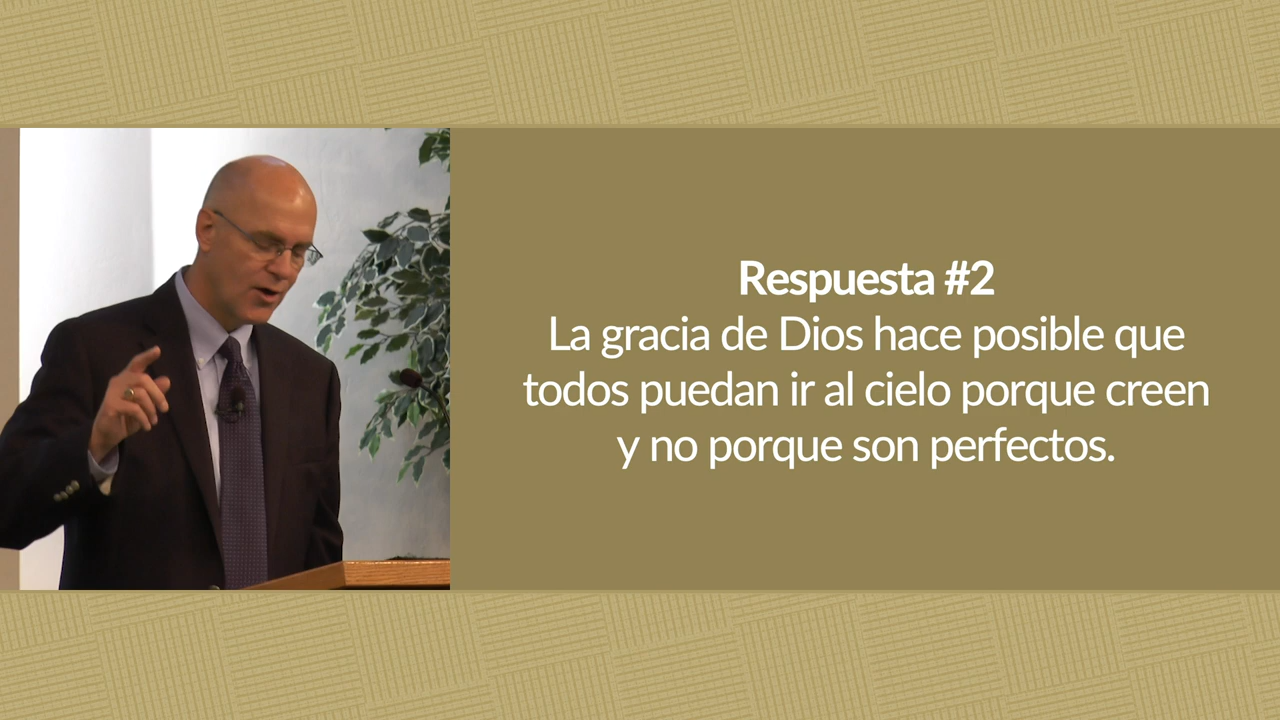 Respuesta #2
La gracia de Dios hace posible que
todos puedan ir al cielo porque creen
y no porque son perfectos.